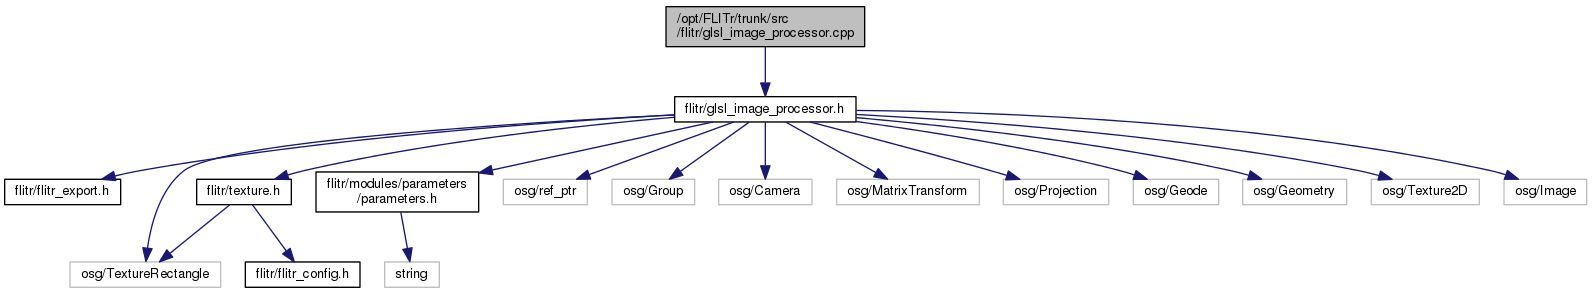 /opt/FLITr/trunk/src
/flitr/glsl_image_processor.cpp
flitr/glsl_image_processor.h
flitr/flitr_export.h
flitr/texture.h
flitr/modules/parameters
/parameters.h
osg/ref_ptr
osg/Group
osg/Camera
osg/MatrixTransform
osg/Projection
osg/Geode
osg/Geometry
osg/Texture2D
osg/Image
osg/TextureRectangle
flitr/flitr_config.h
string